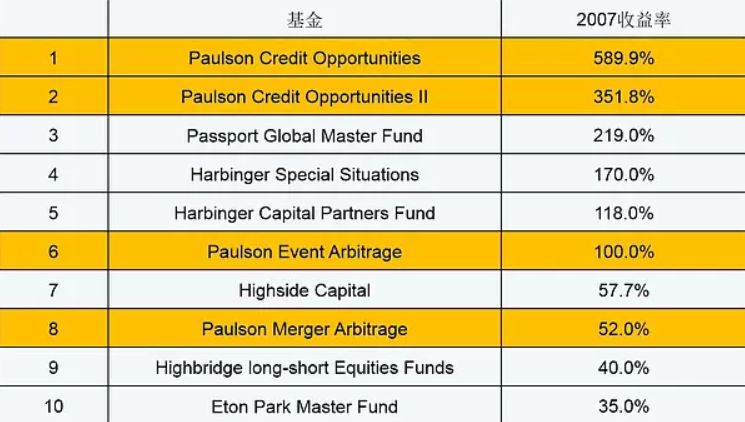 基金 2007收益率
1 Paulson Credit Opportunities 589.9%
2 Paulson Credit Opportunities II 351.8%
3 Passport Global Master Fund 219.0%
4 Harbinger Special Situations 170.0%
5 Harbinger Capital Partners Fund 118.0%
6 Paulson Event Arbitrage 100.0%
7 Highside Capital 57.7%
8 Paulson Merger Arbitrage 52.0%
9 Highbridge long-short Equities Funds 40.0%
10 Eton Park Master Fund 35.0%